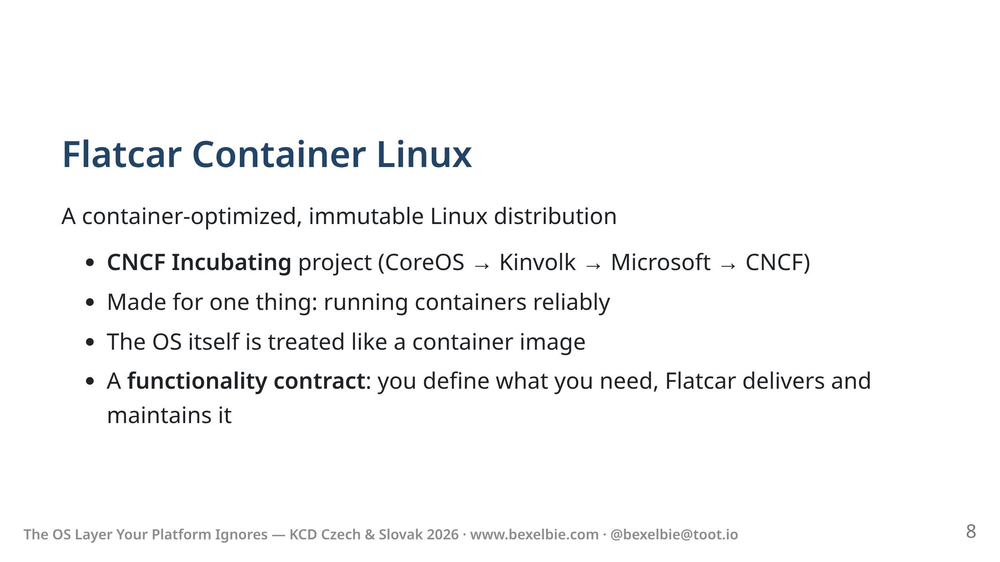 Flatcar Container Linux
A container-optimized, immutable Linux distribution
• CNCF Incubating project (CoreOS → Kinvolk → Microsoft → CNCF)
• Made for one thing: running containers reliably
• The OS itself is treated like a container image
• A functionality contract: you define what you need, Flatcar delivers and
maintains it
The OS Layer Your Platform Ignores — KCD Czech & Slovak 2026 · www.bexelbie.com · @bexelbie@toot.io
8